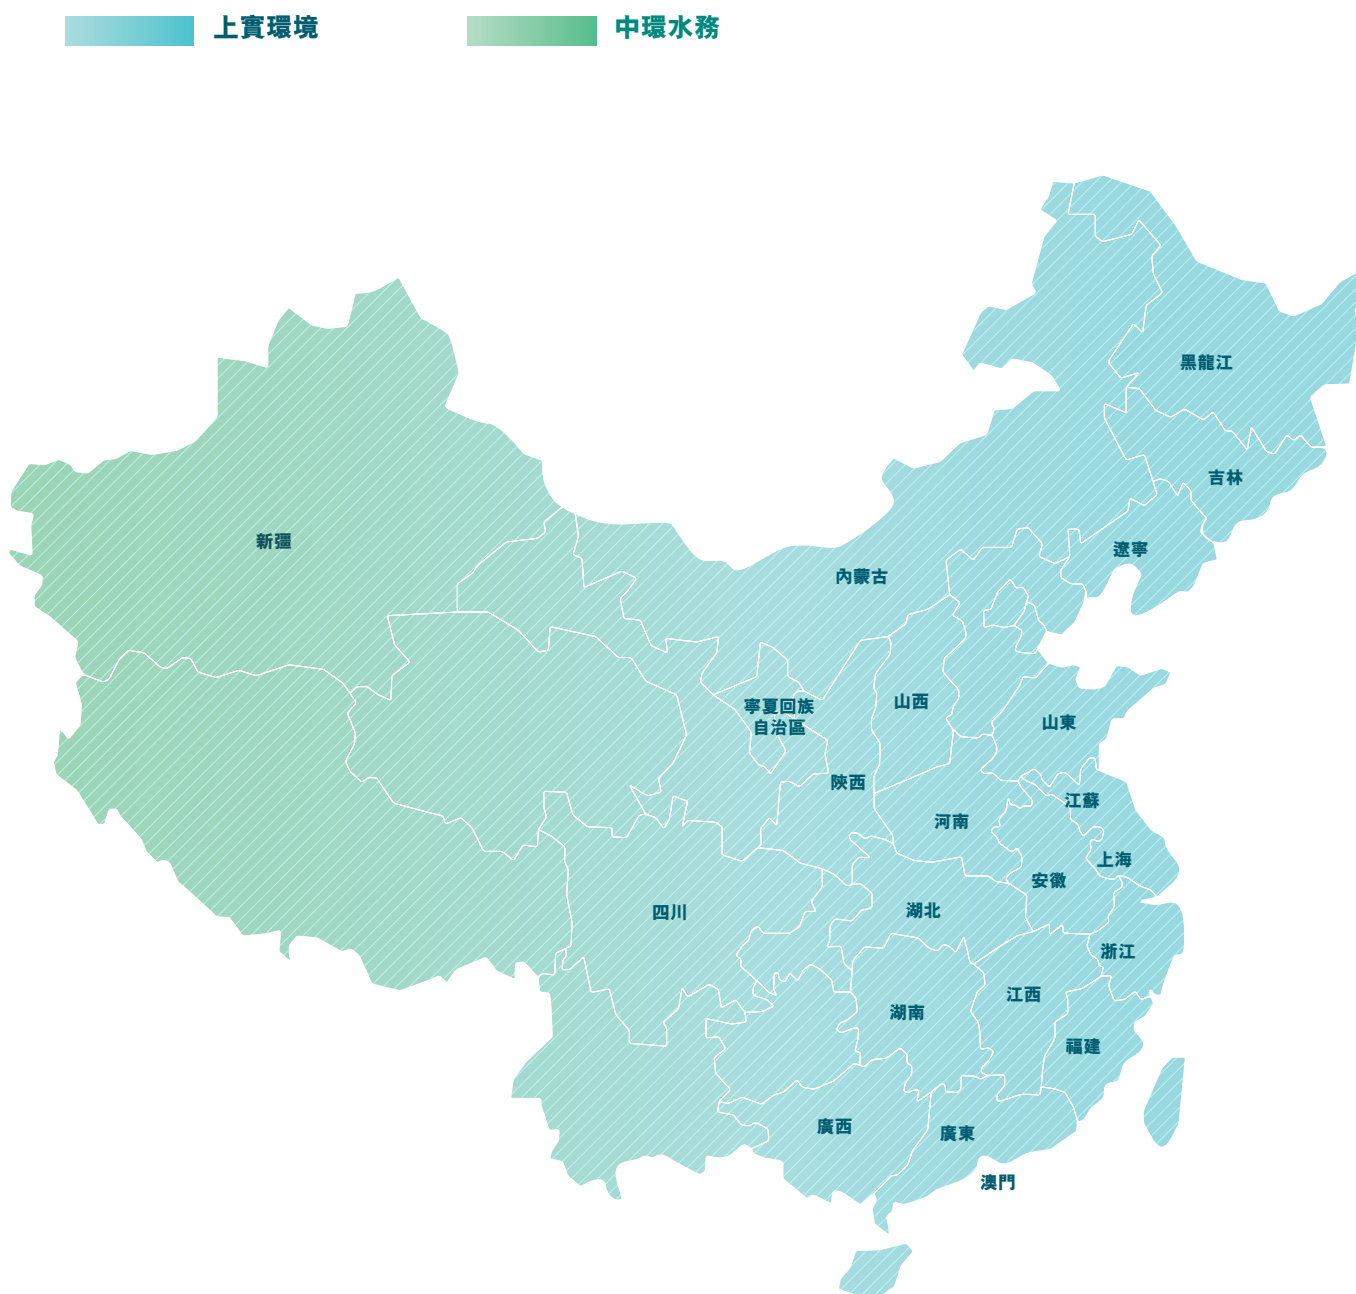 上實環境
中環水務
黑龍江
吉林
新疆
遼寧
內蒙古
山西
寧夏回族
自治區
山東
陝西
江蘇
河南
上海
安徽
四川
湖北
浙江
江西
湖南
福建
廣西
廣東
澳門